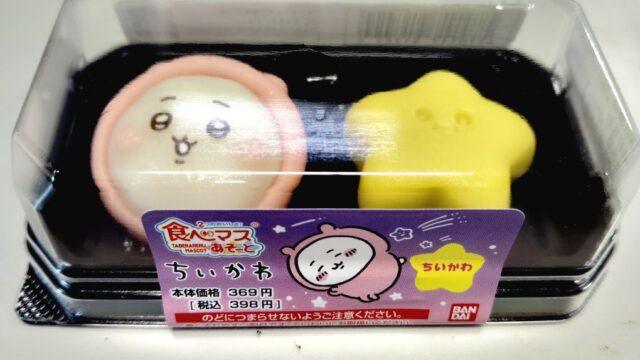 食べマス
TABERARERU
MASCOT
あそーと
ちいかわ
ちいかわ
本体価格 369円
[税込 398円]
のどにつまらせないようご注意ください。
BAN
DAI